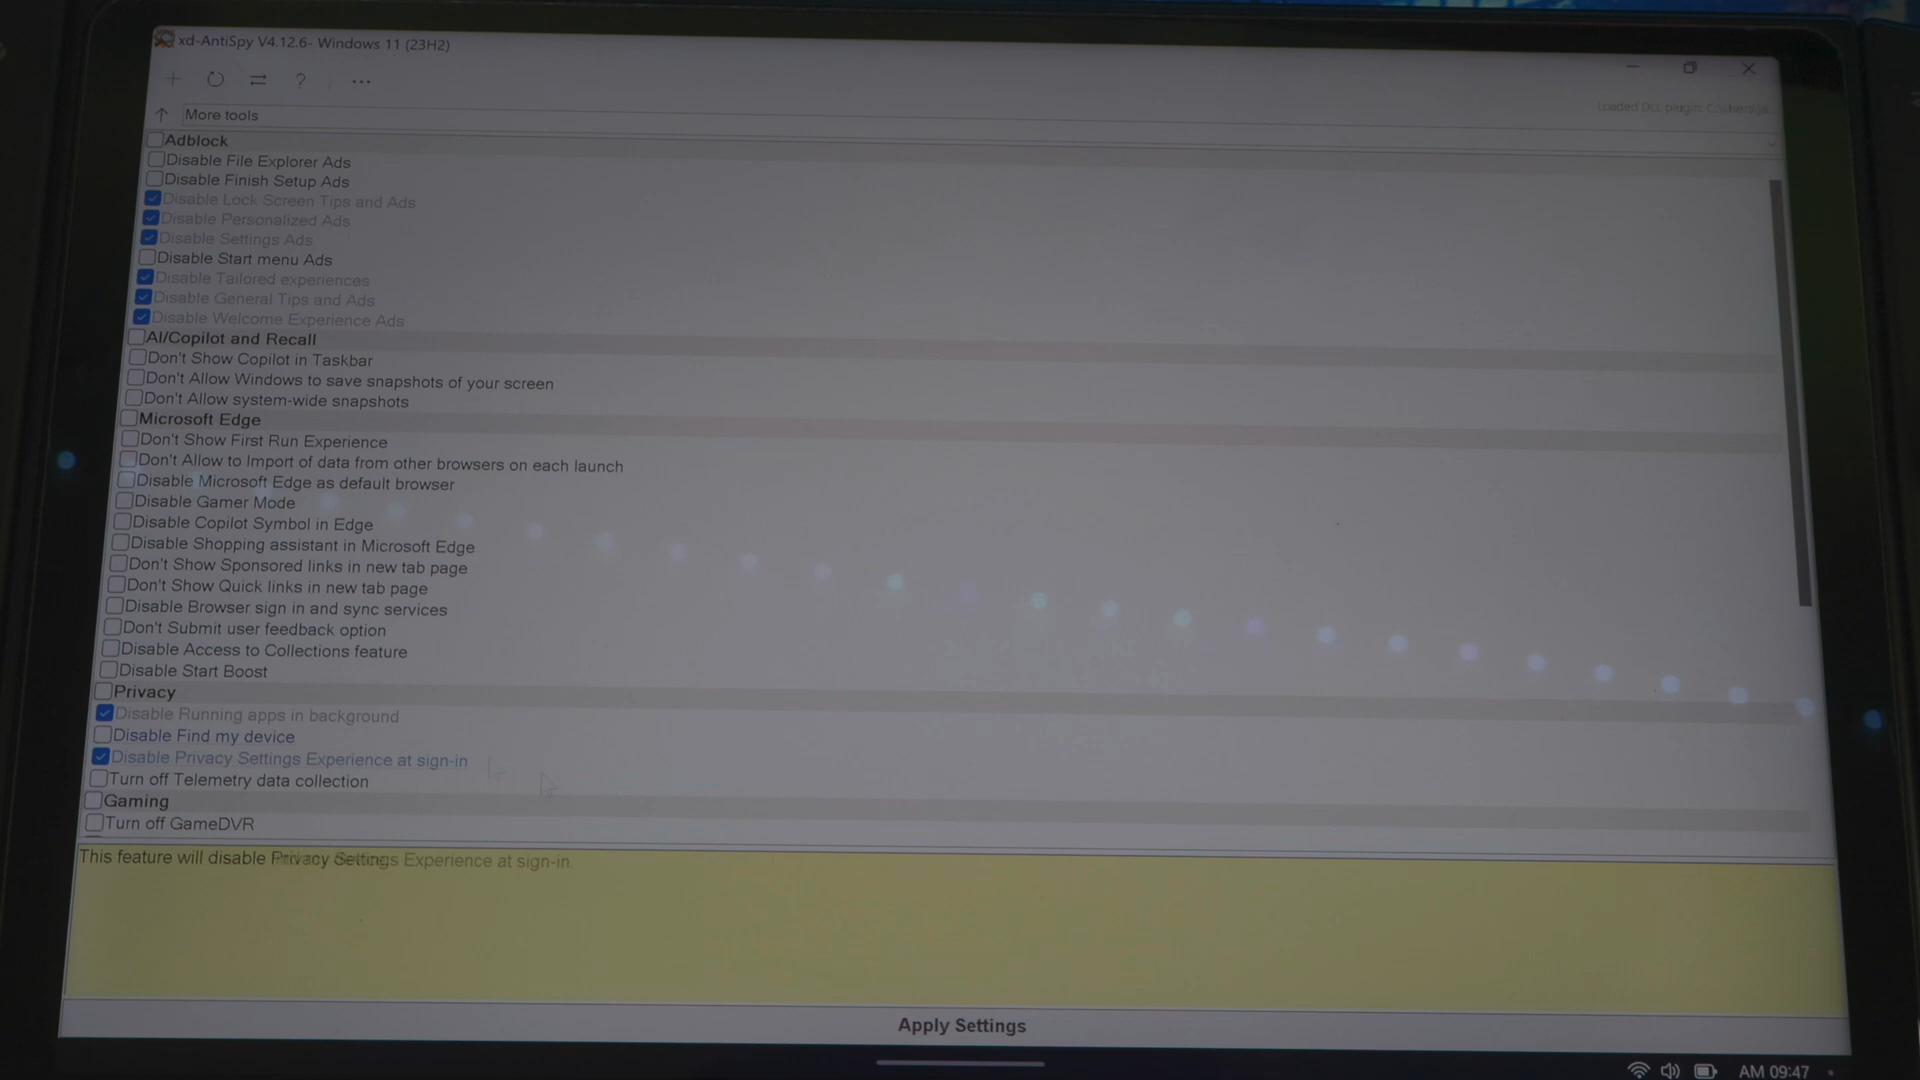 xd-AntiSpy V4.12.6- Windows 11 (23H2)
?
...
Loaded DLL plugin:
More tools
Adblock
Disable File Explorer Ads
Disable Finish Setup Ads
Disable Lock Screen Tips and Ads
Disable Personalized Ads
Disable Settings Ads
Disable Start menu Ads
Disable Tailored experiences
Disable General Tips and Ads
Disable Welcome Experience Ads
AI/Copilot and Recall
Don't Show Copilot in Taskbar
Don't Allow Windows to save snapshots of your screen
Don't Allow system-wide snapshots
Microsoft Edge
Don't Show First Run Experience
Don't Allow to Import of data from other browsers on each launch
Disable Microsoft Edge as default browser
Disable Gamer Mode
Disable Copilot Symbol in Edge
Disable Shopping assistant in Microsoft Edge
Don't Show Sponsored links in new tab page
Don't Show Quick links in new tab page
Disable Browser sign in and sync services
Don't Submit user feedback option
Disable Access to Collections feature
Disable Start Boost
Privacy
Disable Running apps in background
Disable Find my device
Disable Privacy Settings Experience at sign-in
Turn off Telemetry data collection
Gaming
Turn off GameDVR
This feature will disable Privacy Settings Experience at sign-in.
Apply Settings
AM 09:47